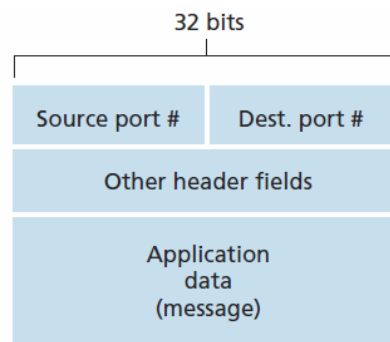 32 bits
Source port # Dest. port #
Other header fields
Application
data
(message)